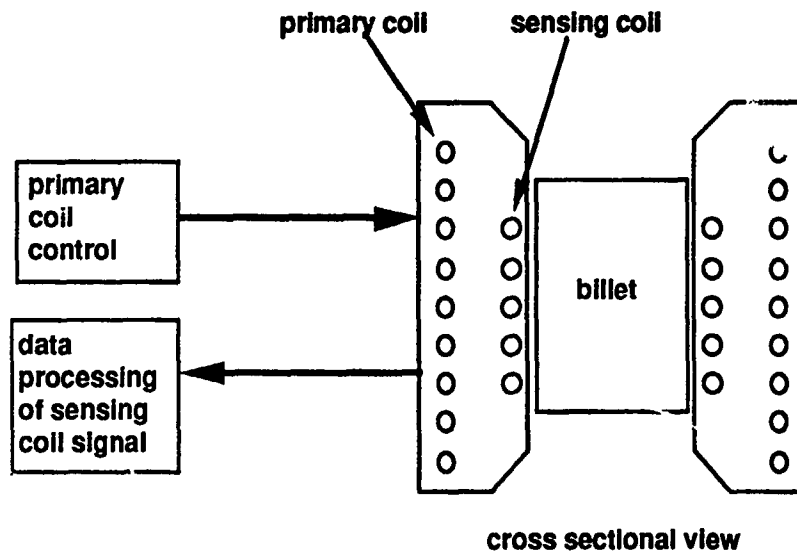 primary coil
sensing coil
primary
coil
control
billet
data
processing
of sensing
coil signal
cross sectional view